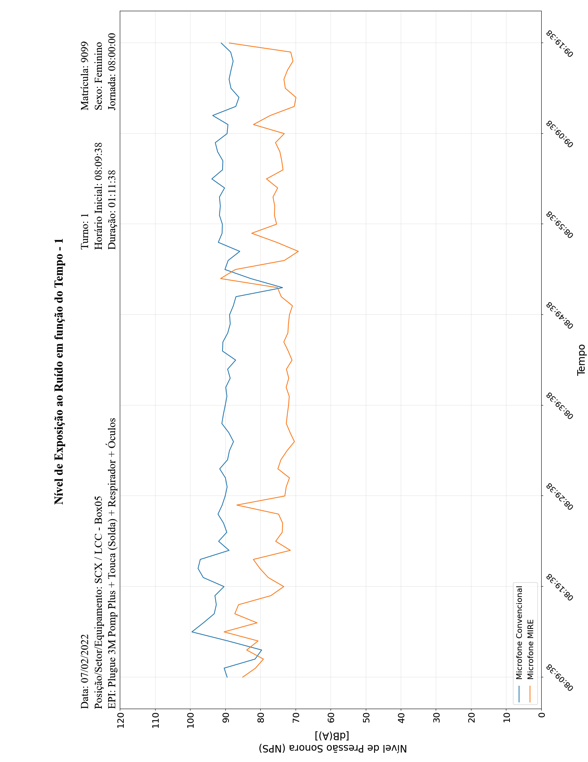 Nível de Exposição ao Ruído em função do Tempo - 1
Data: 07/02/2022 Turno: 1 Matrícula: 9099
Posição/Setor/Equipamento: SCX / LCC - Box05 Horário Inicial: 08:09:38 Sexo: Feminino
EPI: Plugue 3M Pomp Plus + Touca (Solda) + Respirador + Óculos Duração: 01:11:38 Jornada: 08:00:00
Nível de Pressão Sonora (NPS)
[dB(A)]
120
110
100
90
80
70
60
50
40
30
20
10
0
Microfone Convencional
Microfone MIRE
08:09:38
08:19:38
08:29:38
08:39:38
08:49:38
08:59:38
09:09:38
09:19:38
Tempo